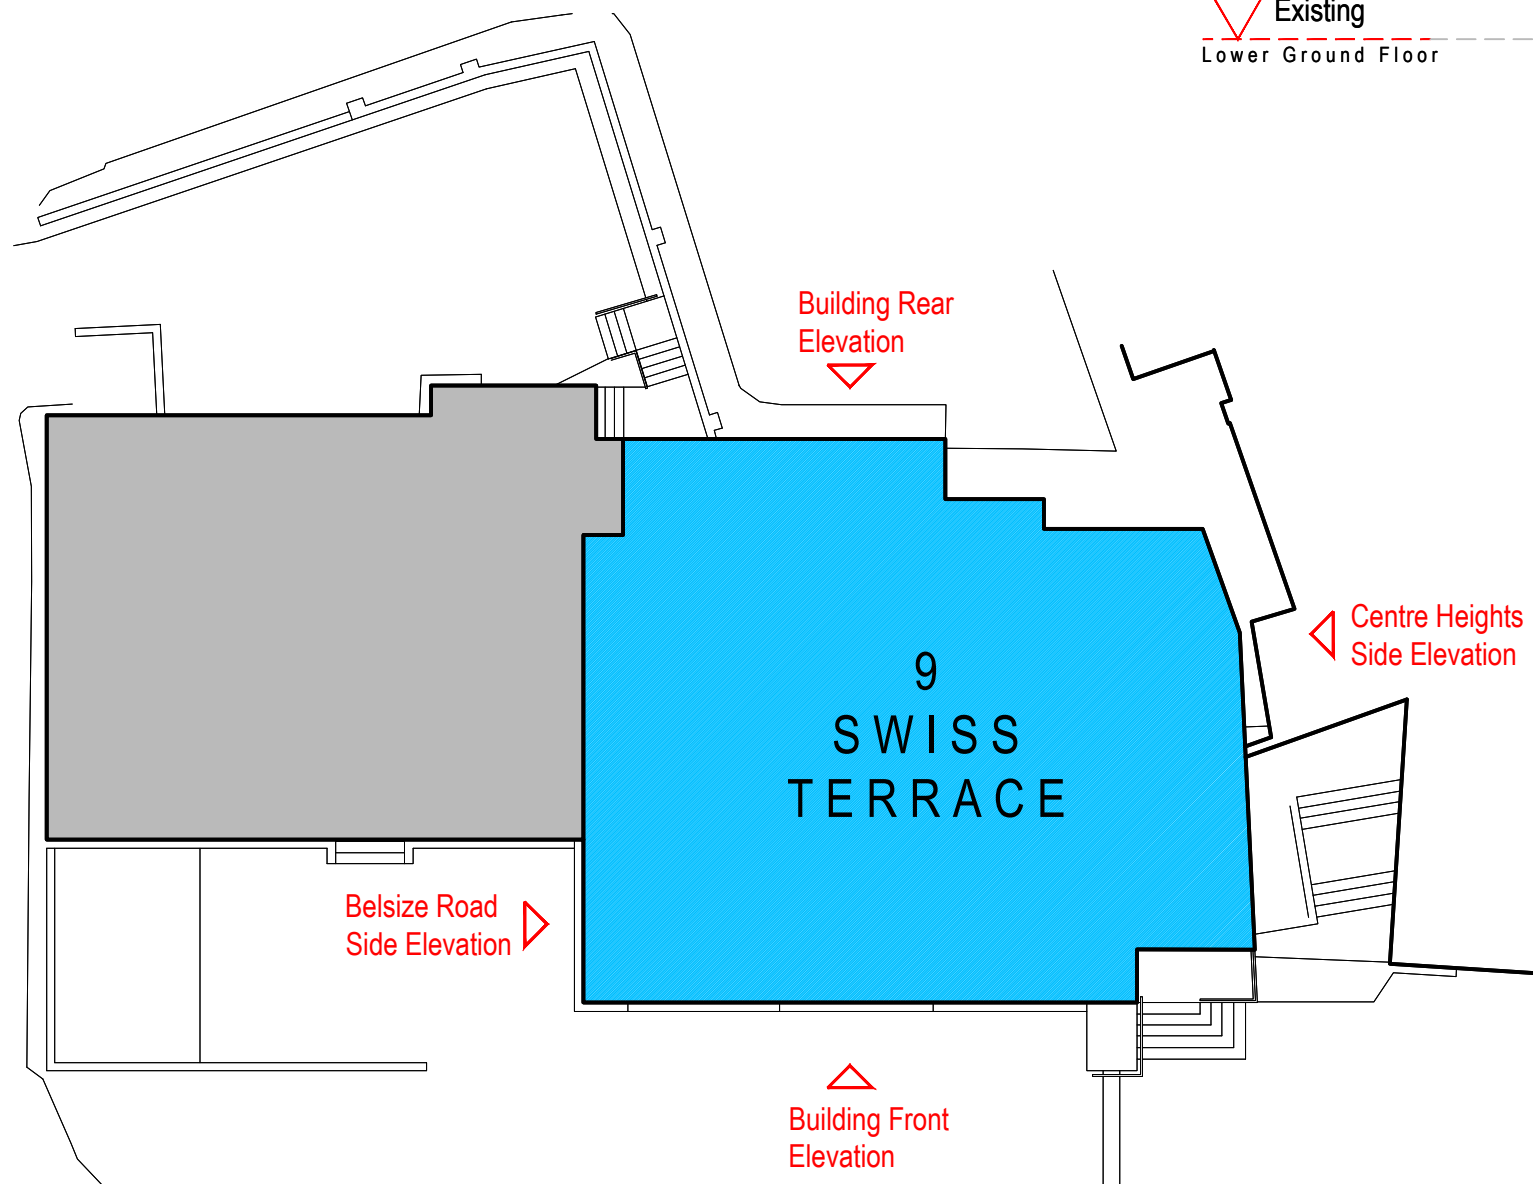 Existing
Lower Ground Floor
Building Rear
Elevation
Centre Heights
Side Elevation
9
SWISS
TERRACE
Belsize Road
Side Elevation
Building Front
Elevation